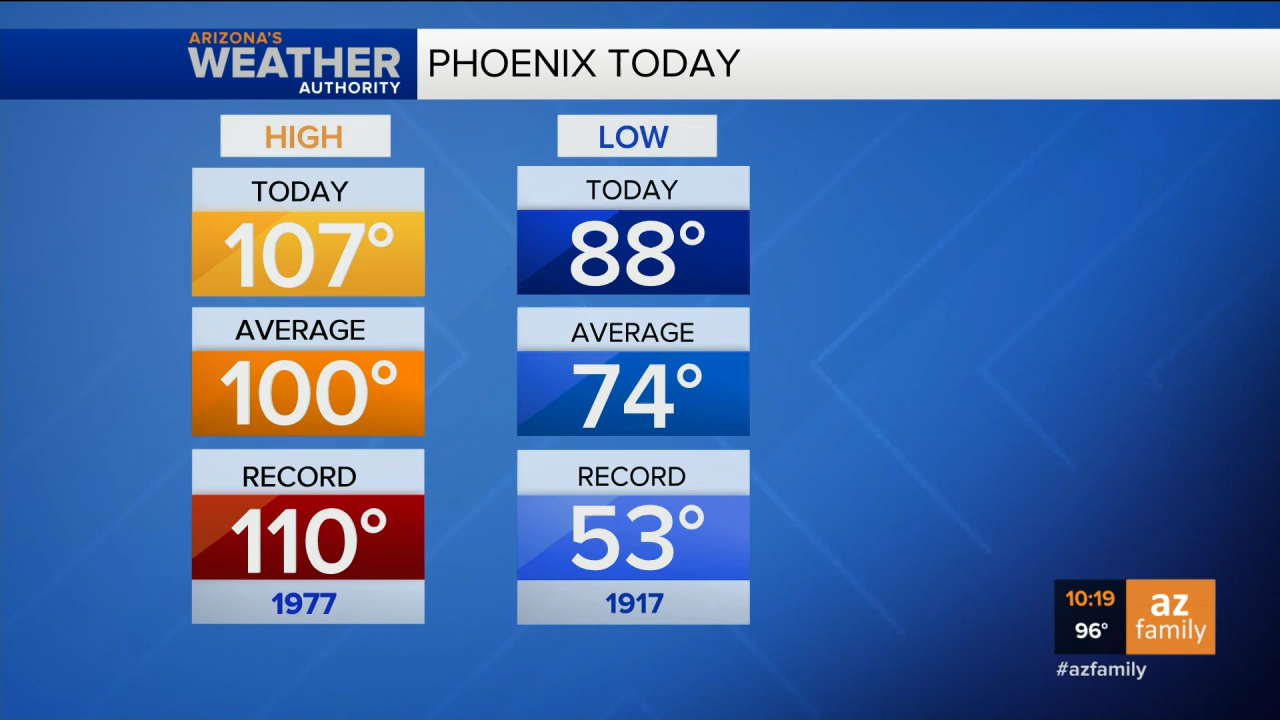 ARIZONA'S
WEATHER
AUTHORITY
PHOENIX TODAY
HIGH
TODAY
107°
AVERAGE
100°
RECORD
110°
1977
LOW
TODAY
88°
AVERAGE
74°
RECORD
53°
1917
10:19
96°
az
family
#azfamily